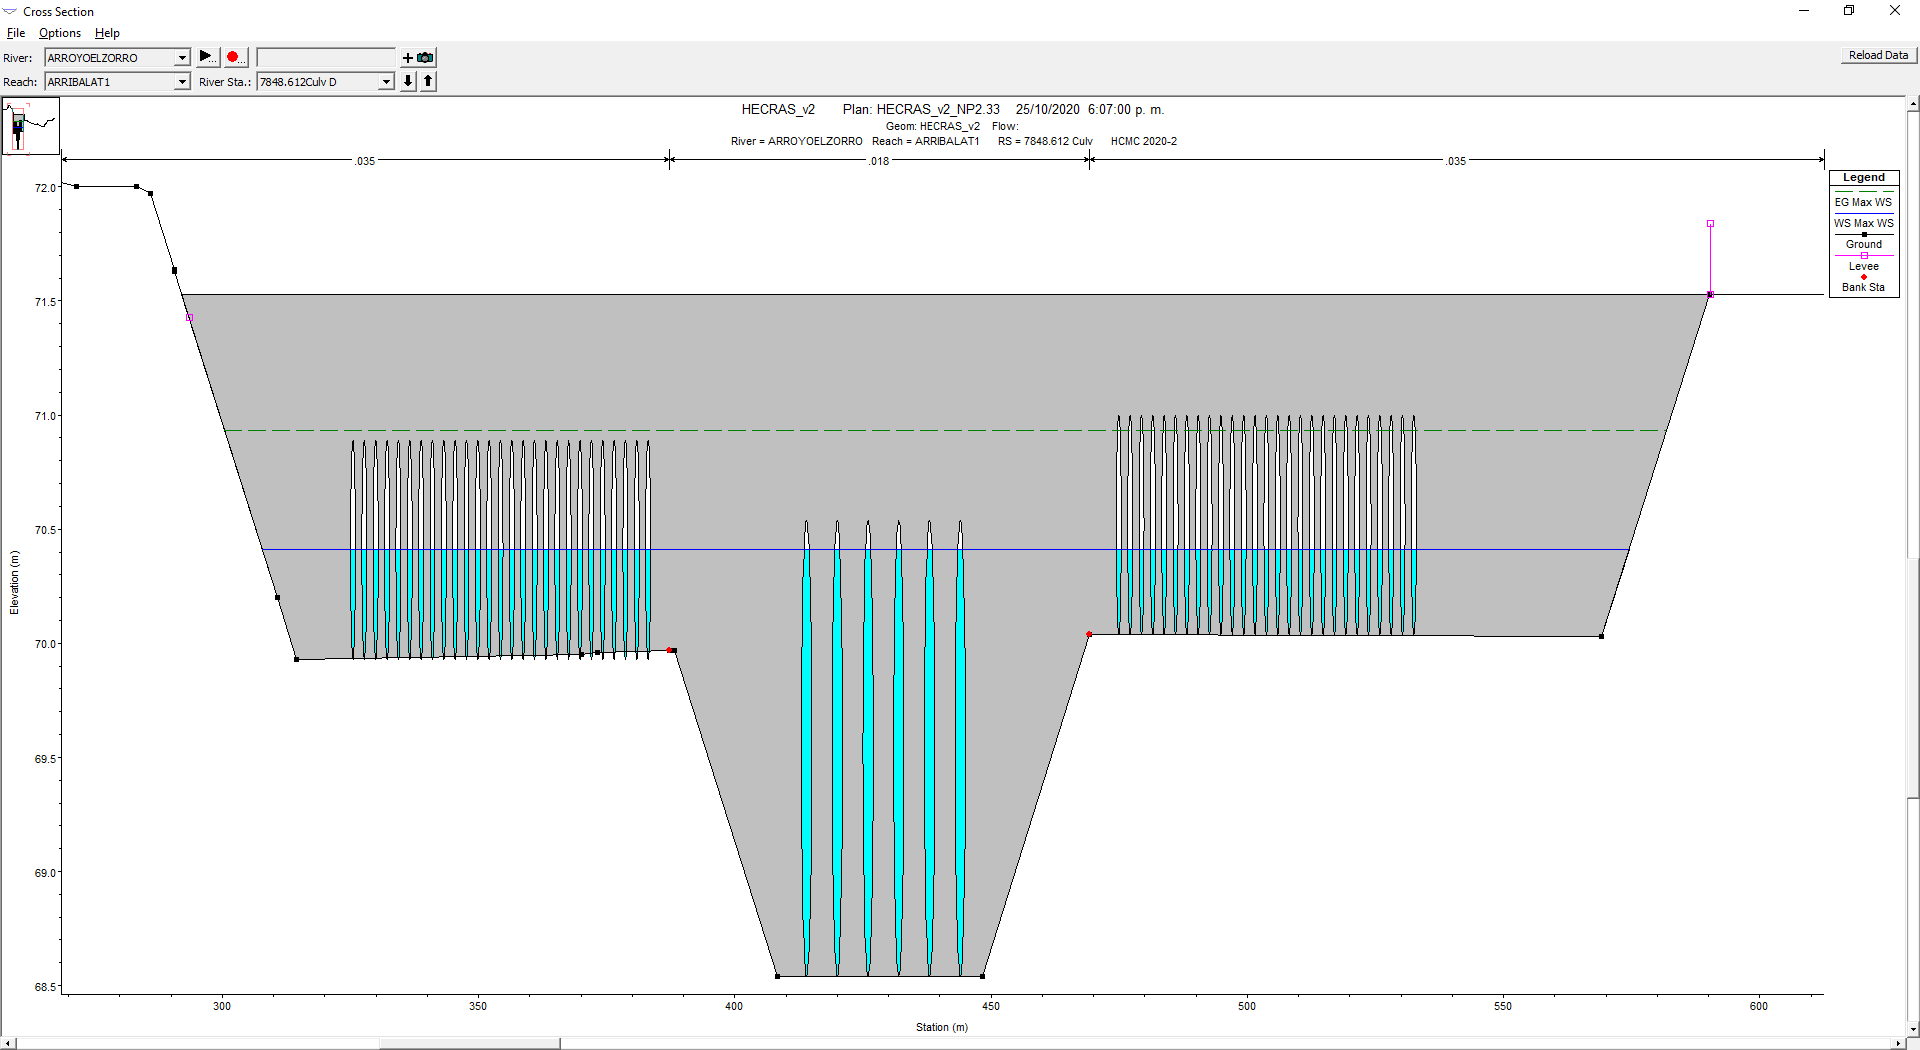 Cross Section
File Options Help
River: ARROYOELZORRO
Reload Data
Reach: ARRIBALAT1 River Sta.: 7848.612Culv D
HECRAS_v2 Plan: HECRAS_v2_NP2.33 25/10/2020 6:07:00 p. m.
Geom: HECRAS_v2 Flow:
River = ARROYOELZORRO Reach = ARRIBALAT1 RS = 7848.612 Culv HCMC 2020-2
.035 .018 .035
Legend
EG Max WS
WS Max WS
Ground
Levee
Bank Sta
72.0
71.5
71.0
70.5
70.0
69.5
69.0
68.5
Elevation (m)
300 350 400 450 500 550 600
Station (m)